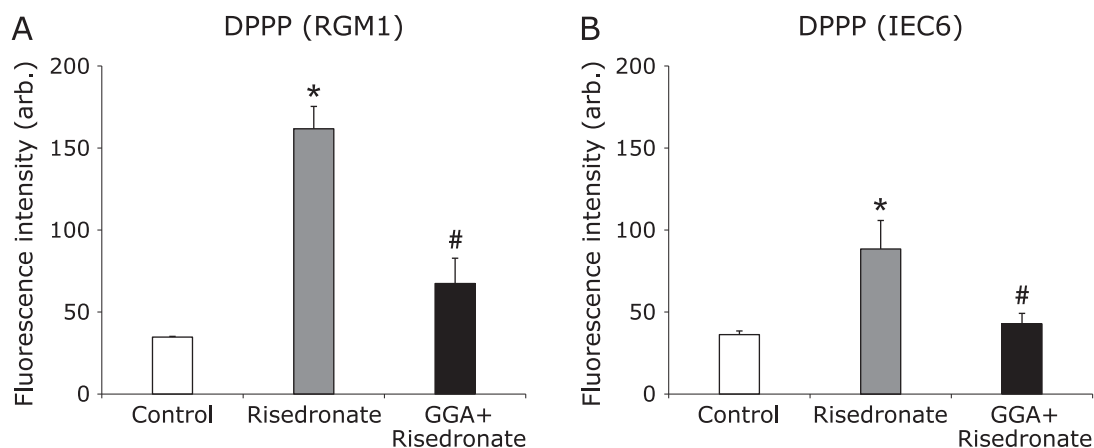 A
DPPP (RGM1)
Fluorescence intensity (arb.)
200
150
100
50
0
*
#
Control
Risedronate
GGA+
Risedronate
B
DPPP (IEC6)
Fluorescence intensity (arb.)
200
150
100
50
0
*
#
Control
Risedronate
GGA+
Risedronate